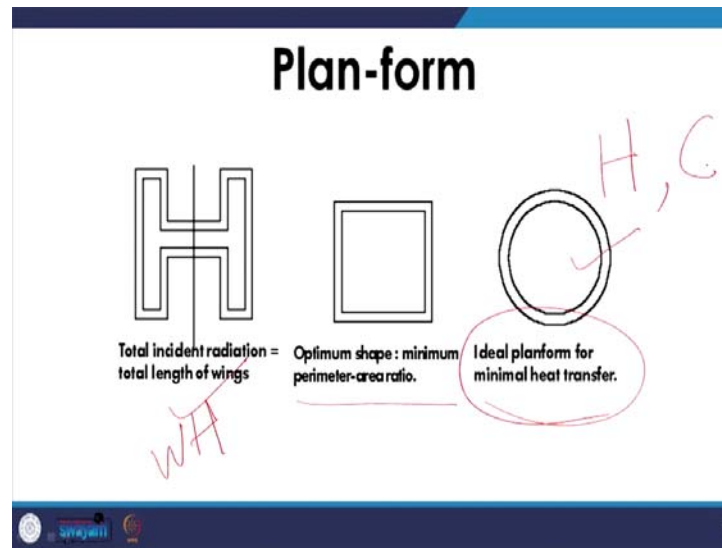 Plan-form
H, C
Total incident radiation =
total length of wings
Optimum shape : minimum
perimeter-area ratio.
Ideal planform for
minimal heat transfer.
WH
swayam